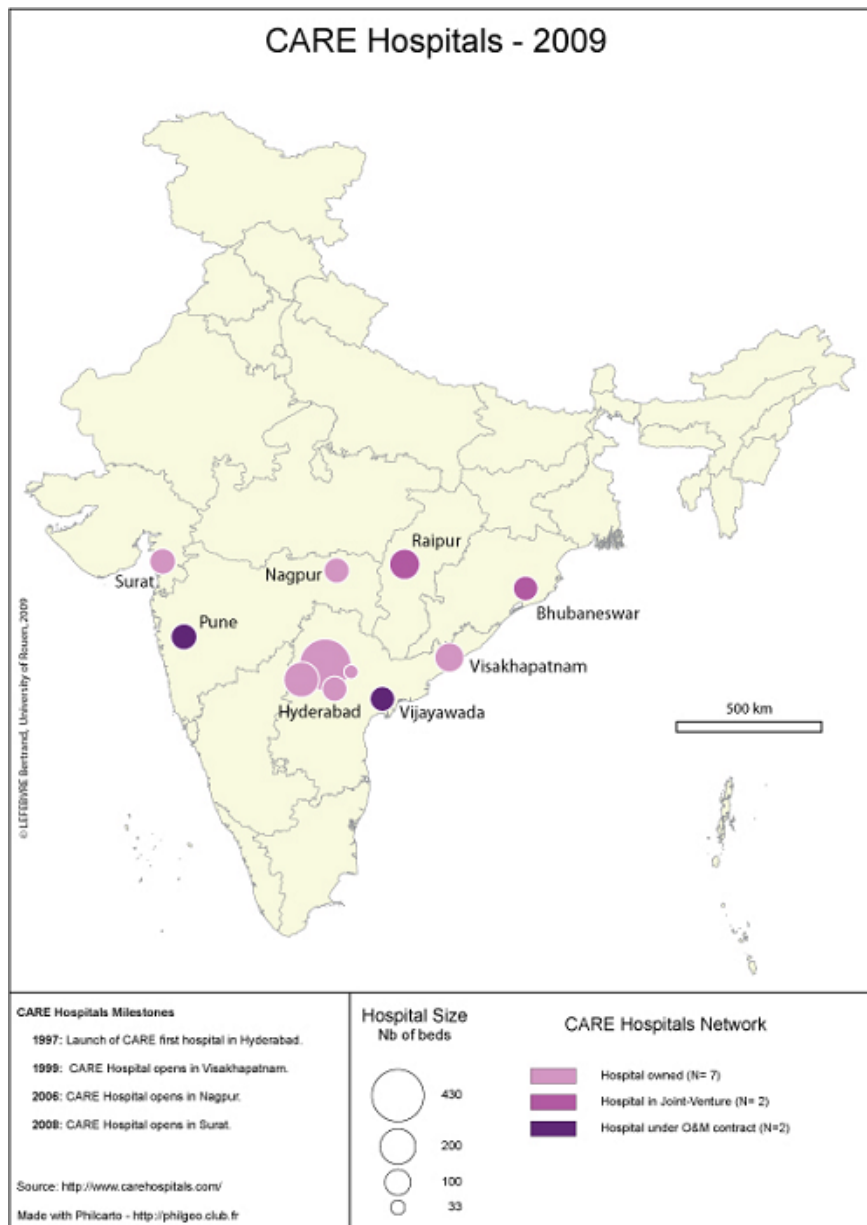 CARE Hospitals - 2009
Raipur
Surat
Nagpur
Bhubaneswar
Pune
Visakhapatnam
Hyderabad
Vijayawada
500 km
© LEFEBVRE Bertrand, University of Rouen, 2009
CARE Hospitals Milestones
1997: Launch of CARE first hospital in Hyderabad.
1999: CARE Hospital opens in Visakhapatnam.
2006: CARE Hospital opens in Nagpur.
2008: CARE Hospital opens in Surat.
Source: http://www.carehospitals.com/
Made with Philcarto - http://philgeo.club.fr
Hospital Size
Nb of beds
430
200
100
33
CARE Hospitals Network
Hospital owned (N= 7)
Hospital in Joint-Venture (N= 2)
Hospital under O&M contract (N=2)